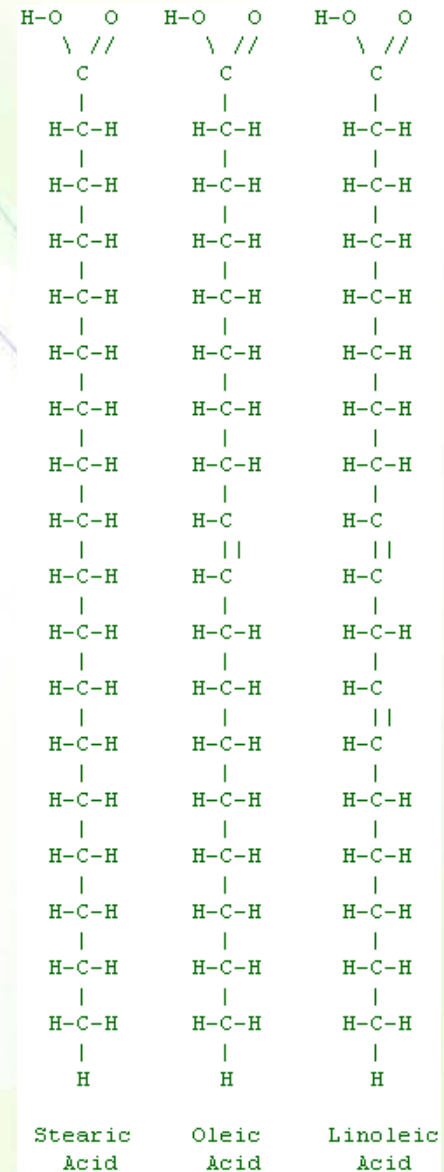 H-O    O    H-O    O    H-O    O
\ //    \ //    \ //
C    C    C
|    |    |
H-C-H    H-C-H    H-C-H
|    |    |
H-C-H    H-C-H    H-C-H
|    |    |
H-C-H    H-C-H    H-C-H
|    |    |
H-C-H    H-C-H    H-C-H
|    |    |
H-C-H    H-C-H    H-C-H
|    |    |
H-C-H    H-C-H    H-C-H
|    |    |
H-C-H    H-C-H    H-C-H
|    |    |
H-C-H    H-C    H-C
|    ||    ||
H-C-H    H-C    H-C
|    |    |
H-C-H    H-C-H    H-C-H
|    |    |
H-C-H    H-C-H    H-C
|    |    ||
H-C-H    H-C-H    H-C
|    |    |
H-C-H    H-C-H    H-C-H
|    |    |
H-C-H    H-C-H    H-C-H
|    |    |
H-C-H    H-C-H    H-C-H
|    |    |
H-C-H    H-C-H    H-C-H
|    |    |
H-C-H    H-C-H    H-C-H
|    |    |
H    H    H
Stearic    Oleic    Linoleic
Acid    Acid    Acid